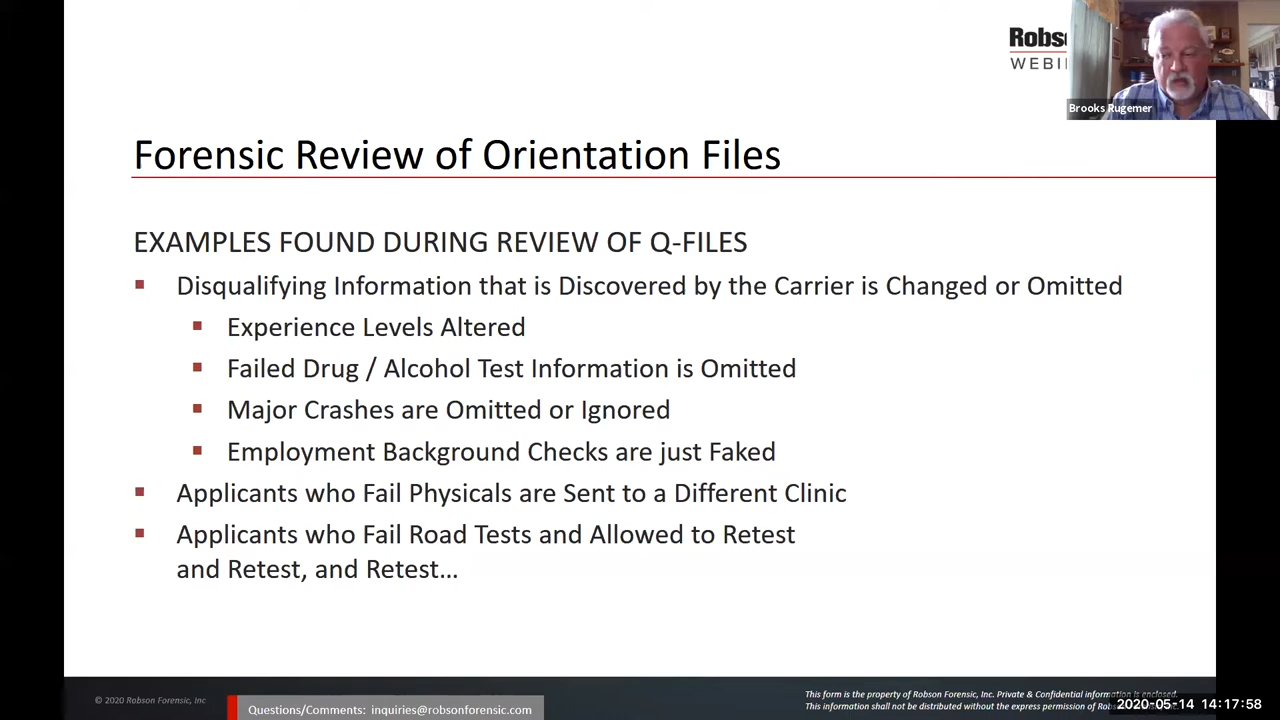 Robs
WEBI
Brooks Rugemer
Forensic Review of Orientation Files
EXAMPLES FOUND DURING REVIEW OF Q-FILES
Disqualifying Information that is Discovered by the Carrier is Changed or Omitted
Experience Levels Altered
Failed Drug / Alcohol Test Information is Omitted
Major Crashes are Omitted or Ignored
Employment Background Checks are just Faked
Applicants who Fail Physicals are Sent to a Different Clinic
Applicants who Fail Road Tests and Allowed to Retest
and Retest, and Retest…
© 2020 Robson Forensic, Inc
Questions/Comments: inquiries@robsonforensic.com
This form is the property of Robson Forensic, Inc. Private & Confidential information is enclosed.
This information shall not be distributed without the express permission of Rob
2020-05-14 14:17:58